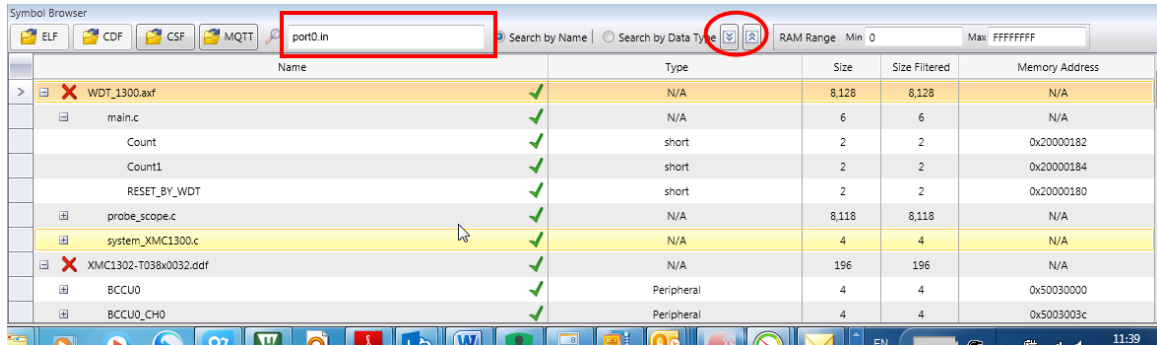 Symbol Browser
ELF CDF CSF MQTT port0.in Search by Name Search by Data Type RAM Range Min 0 Max FFFFFFFF
Name Type Size Size Filtered Memory Address
WDT_1300.axf N/A 8,128 8,128 N/A
main.c N/A 6 6 N/A
Count short 2 2 0x20000182
Count1 short 2 2 0x20000184
RESET_BY_WDT short 2 2 0x20000180
probe_scope.c N/A 8,118 8,118 N/A
system_XMC1300.c N/A 4 4 N/A
XMC1302-T038x0032.ddf N/A 196 196 N/A
BCCU0 Peripheral 4 4 0x50030000
BCCU0_CH0 Peripheral 4 4 0x5003003c
EN 11:39